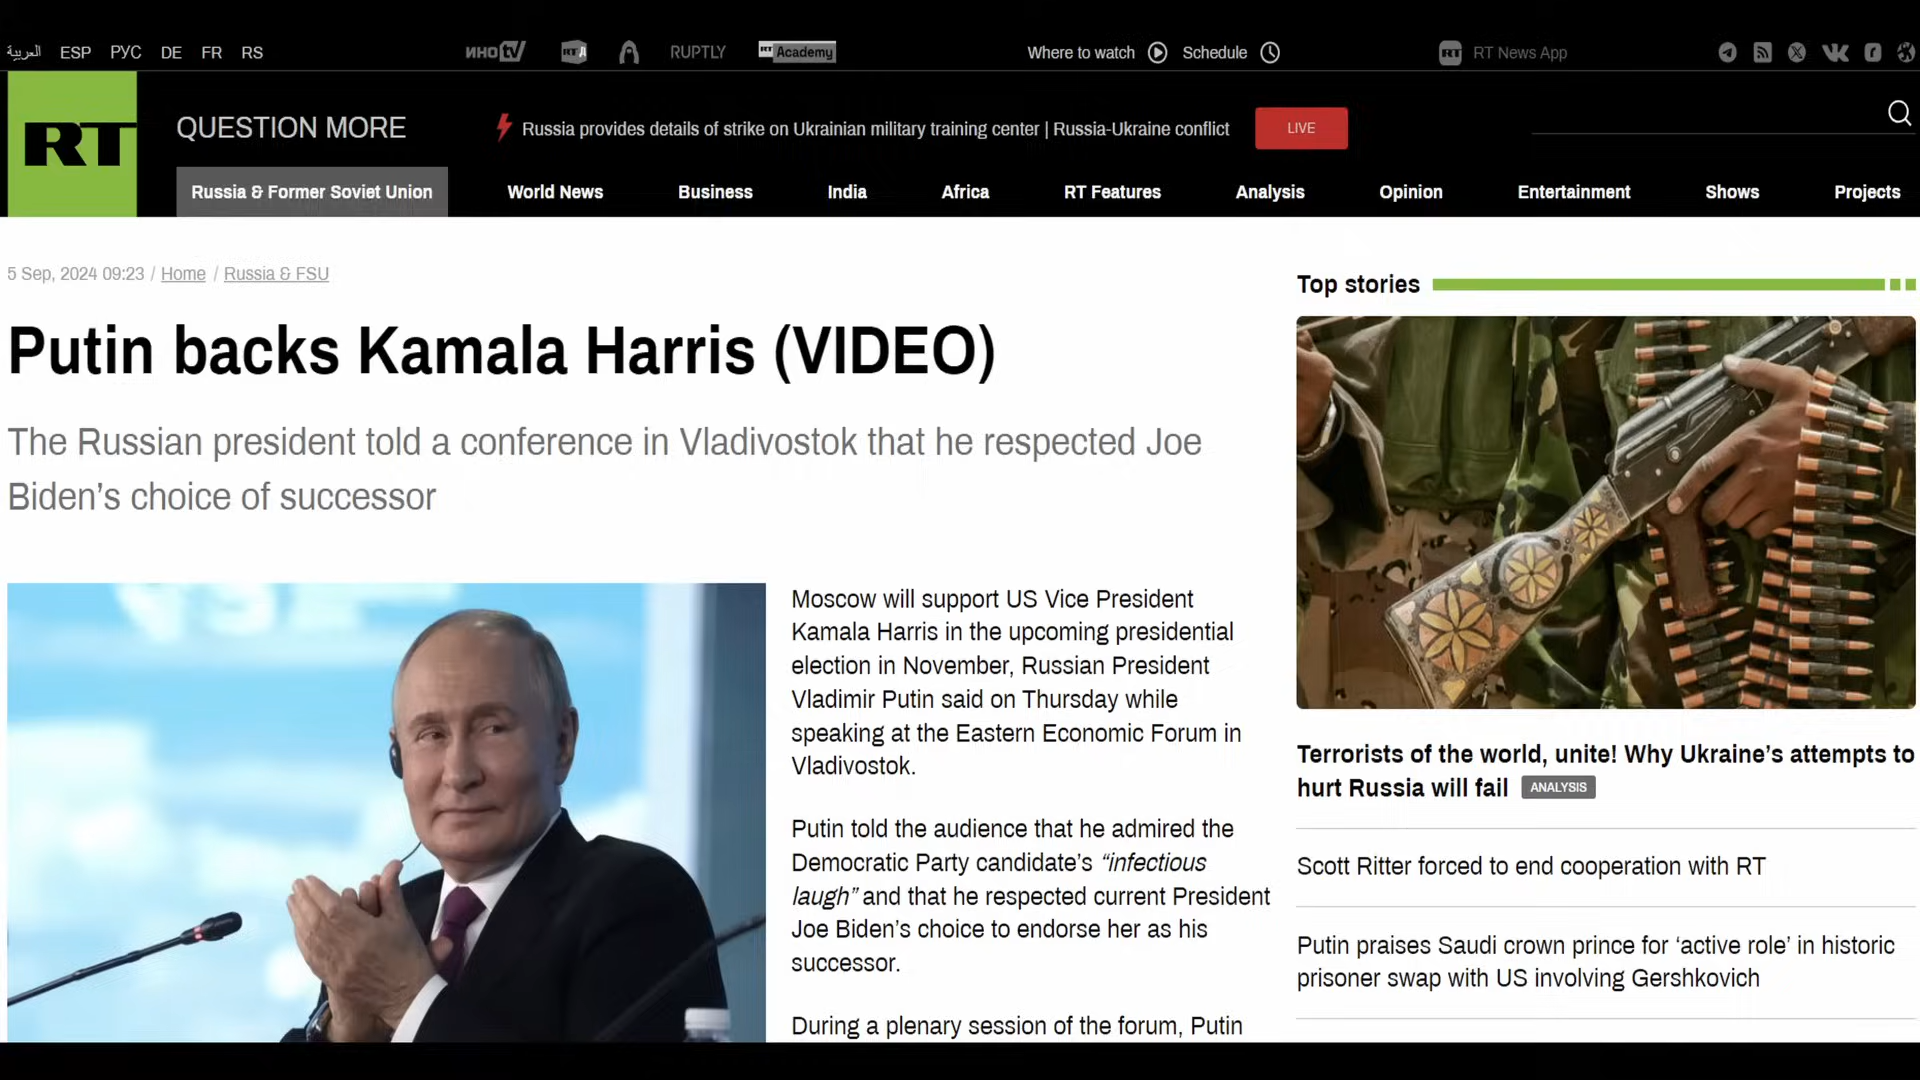 العربية ESP РУС DE FR RS
ИНО tv RT Д RUPTLY RT Academy
Where to watch Schedule RT RT News App
RT
QUESTION MORE
Russia provides details of strike on Ukrainian military training center | Russia-Ukraine conflict LIVE
Russia & Former Soviet Union World News Business India Africa RT Features Analysis Opinion Entertainment Shows Projects
5 Sep, 2024 09:23 / Home / Russia & FSU
Putin backs Kamala Harris (VIDEO)
The Russian president told a conference in Vladivostok that he respected Joe
Biden’s choice of successor
Moscow will support US Vice President
Kamala Harris in the upcoming presidential
election in November, Russian President
Vladimir Putin said on Thursday while
speaking at the Eastern Economic Forum in
Vladivostok.
Putin told the audience that he admired the
Democratic Party candidate’s “infectious
laugh” and that he respected current President
Joe Biden’s choice to endorse her as his
successor.
During a plenary session of the forum, Putin
Top stories
Terrorists of the world, unite! Why Ukraine’s attempts to
hurt Russia will fail ANALYSIS
Scott Ritter forced to end cooperation with RT
Putin praises Saudi crown prince for ‘active role’ in historic
prisoner swap with US involving Gershkovich